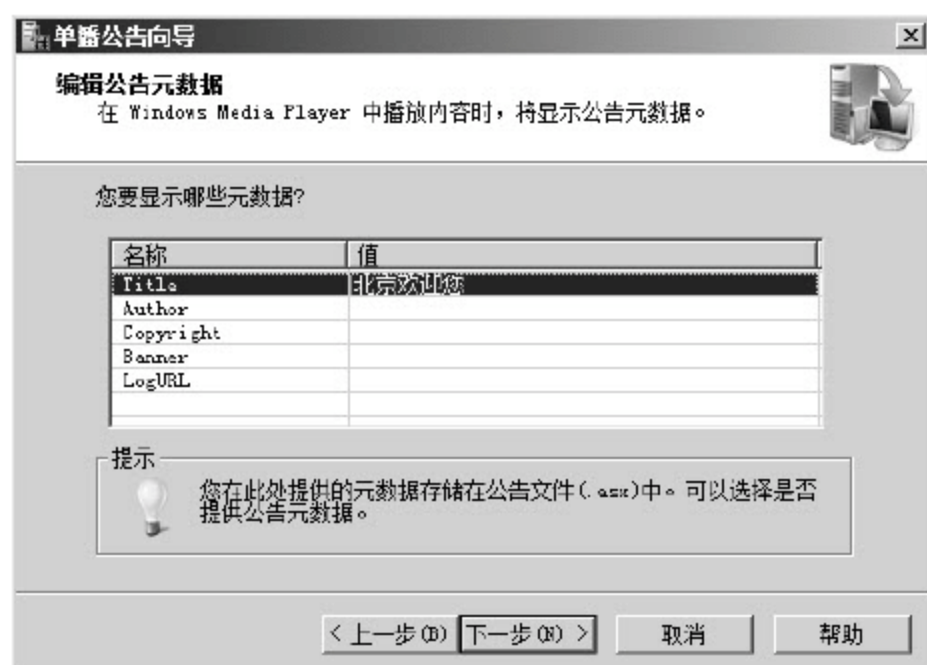 单播公告向导
编辑公告元数据
在 Windows Media Player 中播放内容时，将显示公告元数据。
您要显示哪些元数据?
名称 值
Title 北京欢迎您
Author
Copyright
Banner
LogURL
提示
您在此处提供的元数据存储在公告文件(.asx)中。可以选择是否
提供公告元数据。
< 上一步(B) 下一步(N) > 取消 帮助